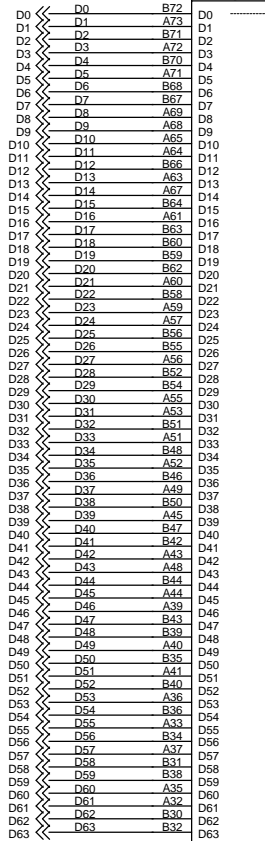 D0 D0 B72 D0
D1 D1 A73 D1
D2 D2 B71 D2
D3 D3 A72 D3
D4 D4 B70 D4
D5 D5 A71 D5
D6 D6 B68 D6
D7 D7 B67 D7
D8 D8 A69 D8
D9 D9 A68 D9
D10 D10 A65 D10
D11 D11 A64 D11
D12 D12 B66 D12
D13 D13 A63 D13
D14 D14 A67 D14
D15 D15 B64 D15
D16 D16 A61 D16
D17 D17 B63 D17
D18 D18 B60 D18
D19 D19 B59 D19
D20 D20 B62 D20
D21 D21 A60 D21
D22 D22 B58 D22
D23 D23 A59 D23
D24 D24 A57 D24
D25 D25 B56 D25
D26 D26 B55 D26
D27 D27 A56 D27
D28 D28 B52 D28
D29 D29 B54 D29
D30 D30 A55 D30
D31 D31 A53 D31
D32 D32 B51 D32
D33 D33 A51 D33
D34 D34 B48 D34
D35 D35 A52 D35
D36 D36 B46 D36
D37 D37 A49 D37
D38 D38 B50 D38
D39 D39 A45 D39
D40 D40 B47 D40
D41 D41 B42 D41
D42 D42 A43 D42
D43 D43 A48 D43
D44 D44 B44 D44
D45 D45 A44 D45
D46 D46 A39 D46
D47 D47 B43 D47
D48 D48 B39 D48
D49 D49 A40 D49
D50 D50 B35 D50
D51 D51 A41 D51
D52 D52 B40 D52
D53 D53 A36 D53
D54 D54 B36 D54
D55 D55 A33 D55
D56 D56 B34 D56
D57 D57 A37 D57
D58 D58 B31 D58
D59 D59 B38 D59
D60 D60 A35 D60
D61 D61 A32 D61
D62 D62 B30 D62
D63 D63 B32 D63